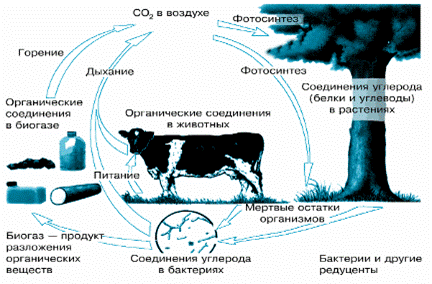 CO₂ в воздухе
Фотосинтез
Горение
Дыхание
Фотосинтез
Соединения углерода
(белки и углеводы)
в растениях
Органические
соединения
в биогазе
Органические соединения
в животных
Питание
Мертвые остатки
организмов
Биогаз — продукт
разложения
органических
веществ
Соединения углерода
в бактериях
Бактерии и другие
редуценты